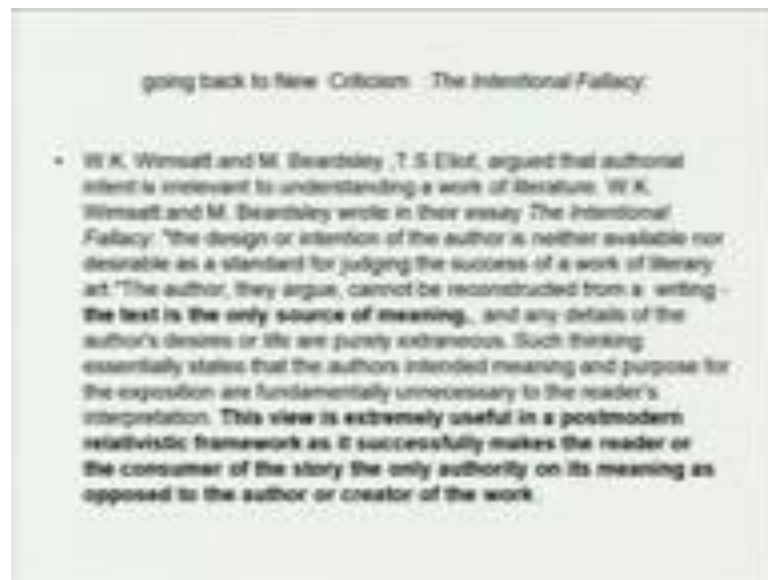 going back to New Criticism The Intentional Fallacy:
• W.K. Wimsatt and M. Beardsley ,T.S Eliot, argued that authorial
intent is irrelevant to understanding a work of literature. W.K.
Wimsatt and M. Beardsley wrote in their essay The Intentional
Fallacy: "the design or intention of the author is neither available nor
desirable as a standard for judging the success of a work of literary
art."The author, they argue, cannot be reconstructed from a writing -
the text is the only source of meaning,, and any details of the
author's desires or life are purely extraneous. Such thinking
essentially states that the authors intended meaning and purpose for
the exposition are fundamentally unnecessary to the reader's
interpretation. This view is extremely useful in a postmodern
relativistic framework as it successfully makes the reader or
the consumer of the story the only authority on its meaning as
opposed to the author or creator of the work.